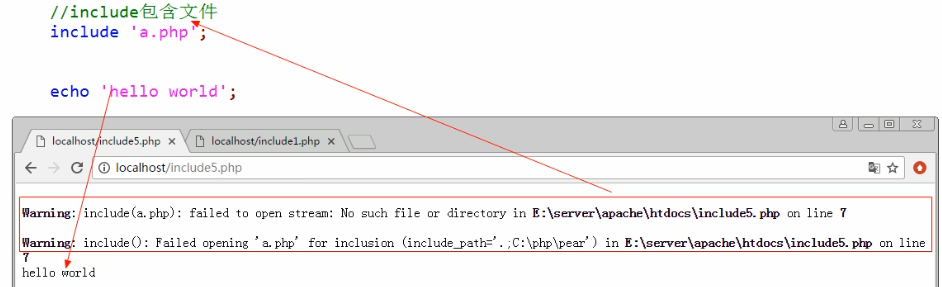 //include包含文件
include 'a.php';
echo 'hello world';
localhost/include5.php
localhost/include1.php
localhost/include5.php
Warning: include(a.php): failed to open stream: No such file or directory in E:\server\apache\htdocs\include5.php on line 7
Warning: include(): Failed opening 'a.php' for inclusion (include_path='.;C:\php\pear') in E:\server\apache\htdocs\include5.php on line
7
hello world